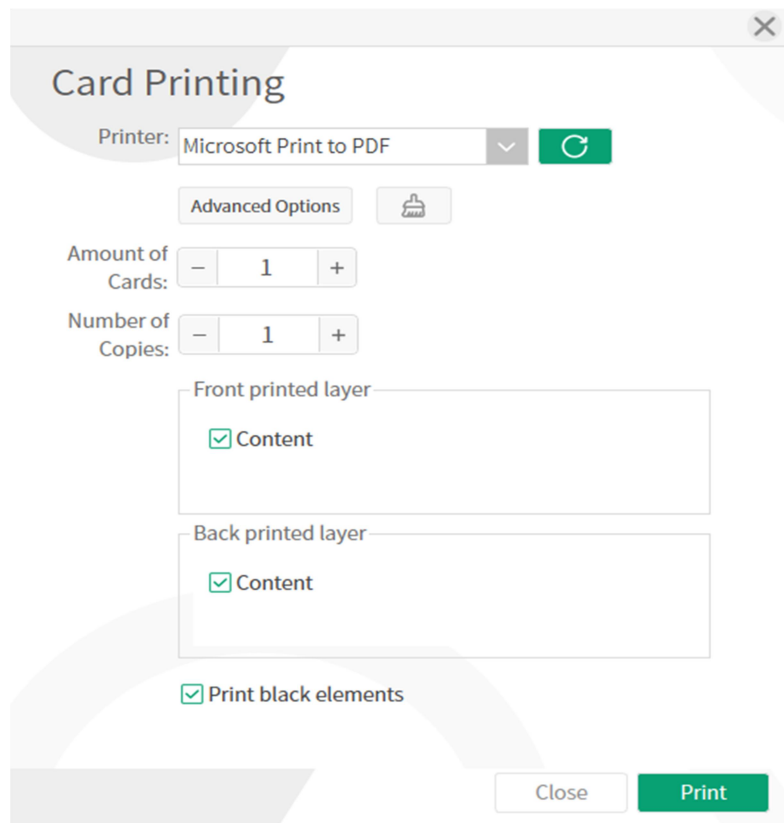 Card Printing
Printer:
Microsoft Print to PDF
Advanced Options
Amount of
Cards:
1
Number of
Copies:
1
Front printed layer
Content
Back printed layer
Content
Print black elements
Close
Print